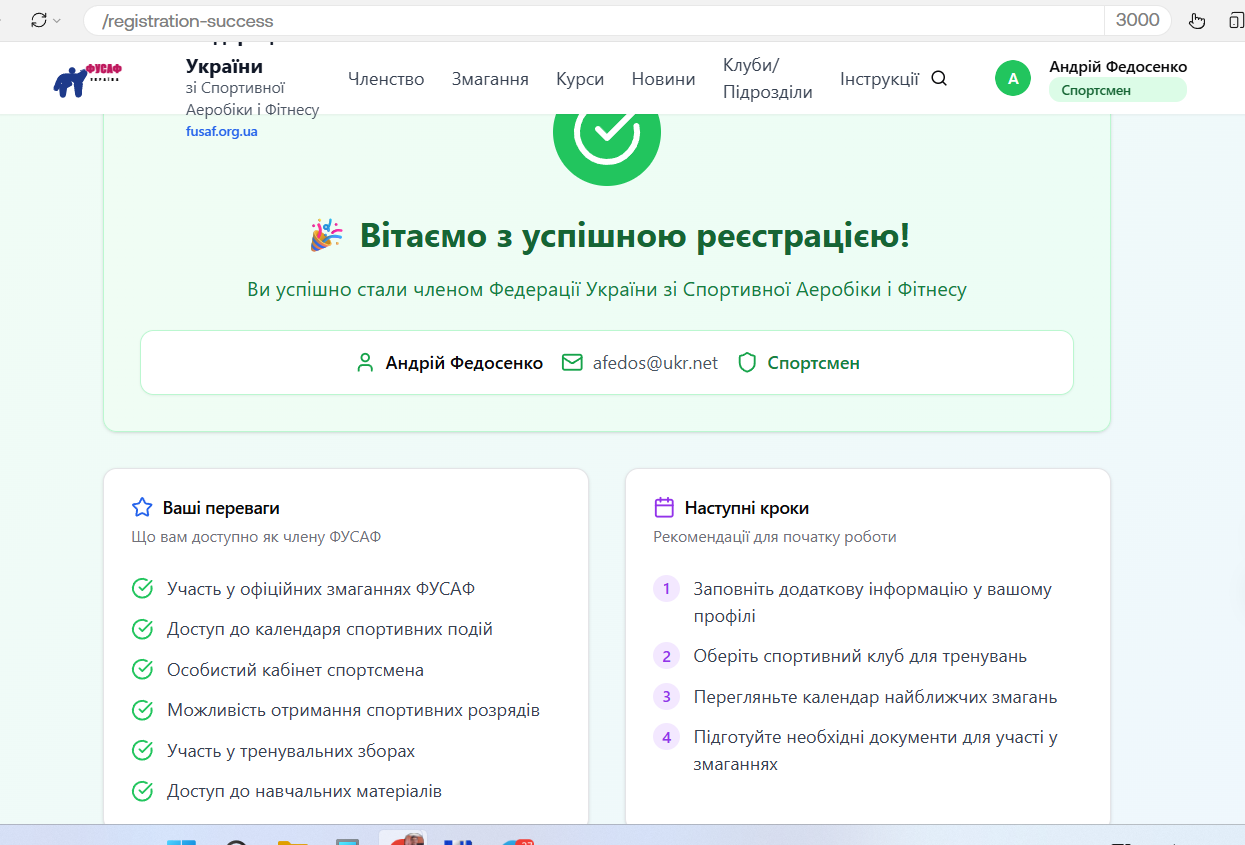 /registration-success
3000
ФУСАФ
УКРАЇНА
України
зі Спортивної
Аеробіки і Фітнесу
fusaf.org.ua
Членство
Змагання
Курси
Новини
Клуби/
Підрозділи
Інструкції
А
Андрій Федосенко
Спортсмен
🎉 Вітаємо з успішною реєстрацією!
Ви успішно стали членом Федерації України зі Спортивної Аеробіки і Фітнесу
Андрій Федосенко afedos@ukr.net Спортсмен
Ваші переваги
Що вам доступно як члену ФУСАФ
Участь у офіційних змаганнях ФУСАФ
Доступ до календаря спортивних подій
Особистий кабінет спортсмена
Можливість отримання спортивних розрядів
Участь у тренувальних зборах
Доступ до навчальних матеріалів
Наступні кроки
Рекомендації для початку роботи
1 Заповніть додаткову інформацію у вашому
профілі
2 Оберіть спортивний клуб для тренувань
3 Перегляньте календар найближчих змагань
4 Підготуйте необхідні документи для участі у
змаганнях